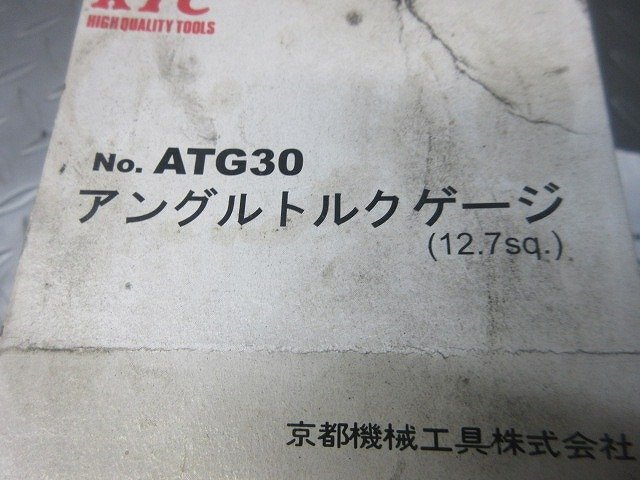 KTC
HIGH QUALITY TOOLS
No. ATG30
アングルトルクゲージ
(12.7sq.)
京都機械工具株式会社